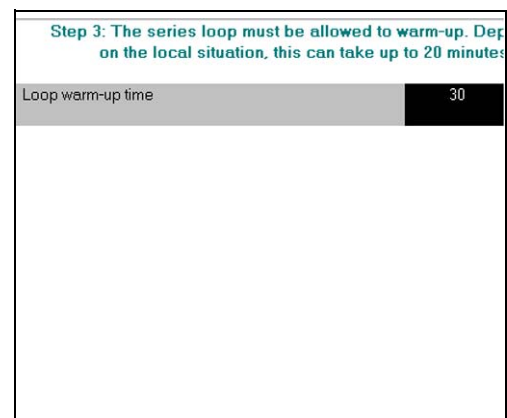 Step 3: The series loop must be allowed to warm-up. Dep
on the local situation, this can take up to 20 minutes
Loop warm-up time 30